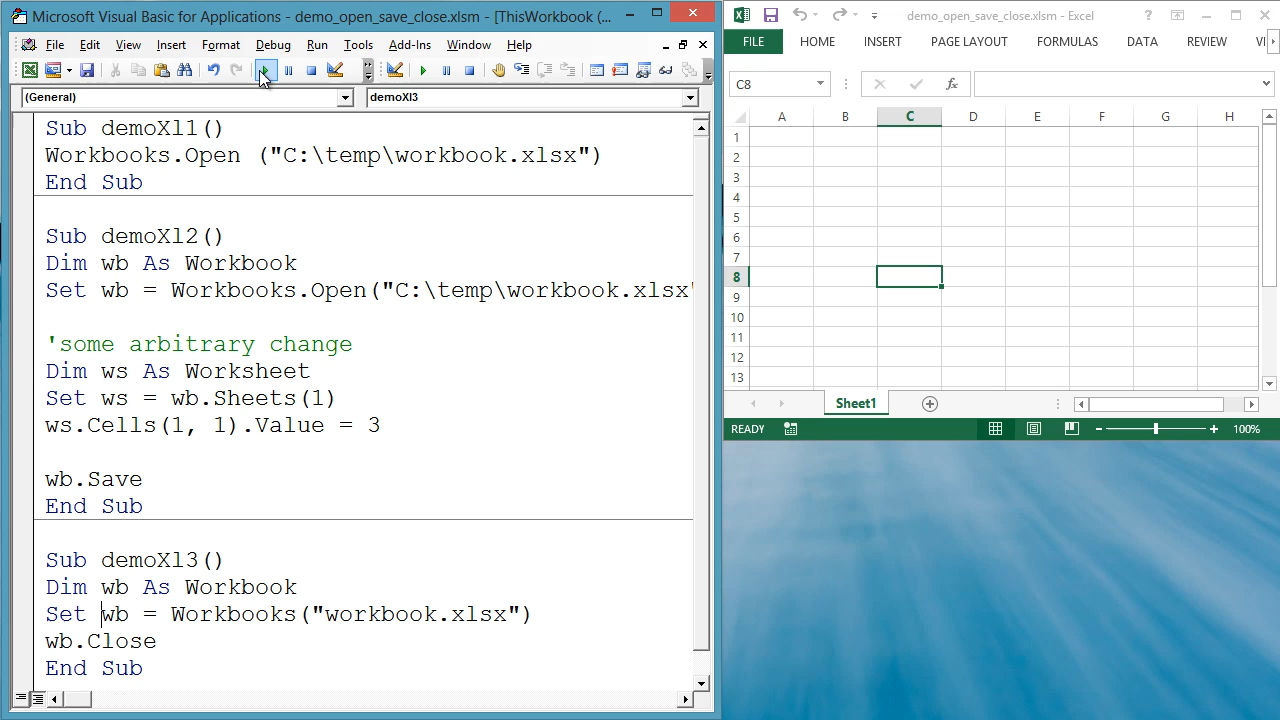 Microsoft Visual Basic for Applications - demo_open_save_close.xlsm - [ThisWorkbook (...
File Edit View Insert Format Debug Run Tools Add-Ins Window Help
(General) demoXl3
Sub demoXl1()
Workbooks.Open ("C:\temp\workbook.xlsx")
End Sub
Sub demoXl2()
Dim wb As Workbook
Set wb = Workbooks.Open("C:\temp\workbook.xlsx"
'some arbitrary change
Dim ws As Worksheet
Set ws = wb.Sheets(1)
ws.Cells(1, 1).Value = 3
wb.Save
End Sub
Sub demoXl3()
Dim wb As Workbook
Set wb = Workbooks("workbook.xlsx")
wb.Close
End Sub
demo_open_save_close.xlsm - Excel
FILE HOME INSERT PAGE LAYOUT FORMULAS DATA REVIEW VI
C8 fx
A B C D E F G H
1
2
3
4
5
6
7
8
9
10
11
12
13
Sheet1
READY 100%